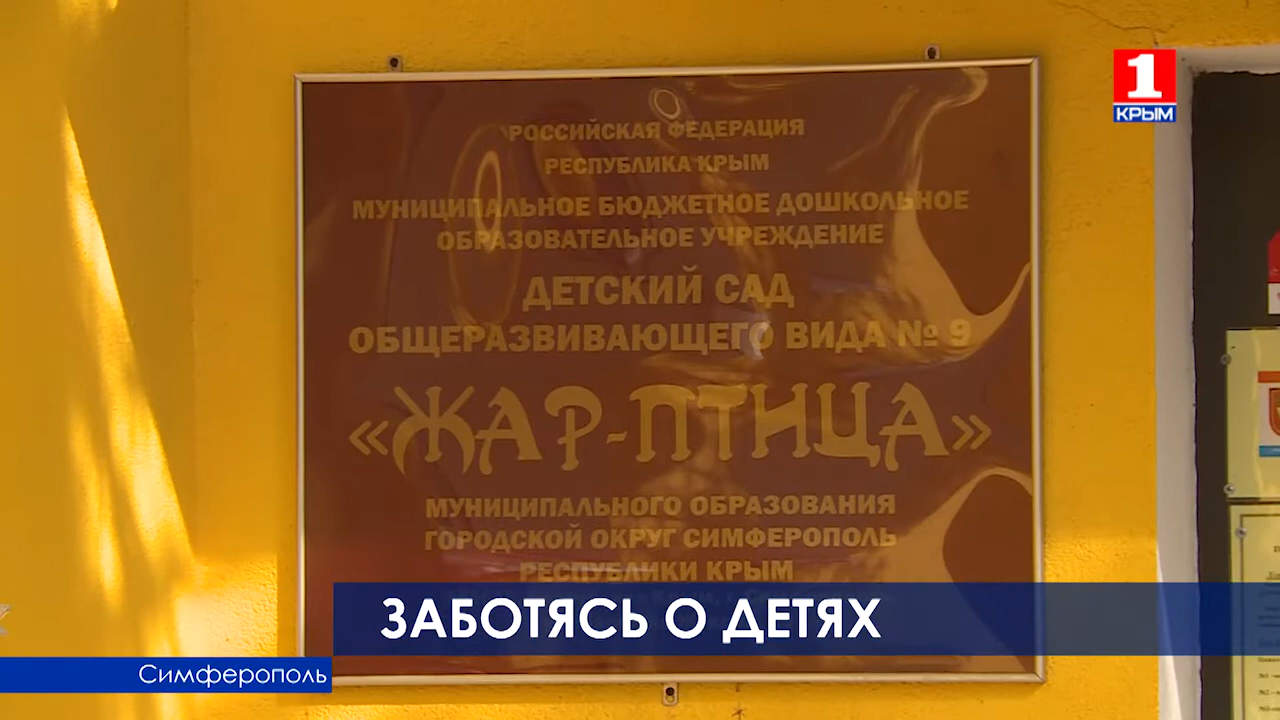 1
КРЫМ
РОССИЙСКАЯ ФЕДЕРАЦИЯ
РЕСПУБЛИКА КРЫМ
МУНИЦИПАЛЬНОЕ БЮДЖЕТНОЕ ДОШКОЛЬНОЕ
ОБРАЗОВАТЕЛЬНОЕ УЧРЕЖДЕНИЕ
ДЕТСКИЙ САД
ОБЩЕРАЗВИВАЮЩЕГО ВИДА № 9
«ЖАР-ПТИЦА»
МУНИЦИПАЛЬНОГО ОБРАЗОВАНИЯ
ГОРОДСКОЙ ОКРУГ СИМФЕРОПОЛЬ
РЕСПУБЛИКИ КРЫМ
ЗАБОТЯСЬ О ДЕТЯХ
Симферополь